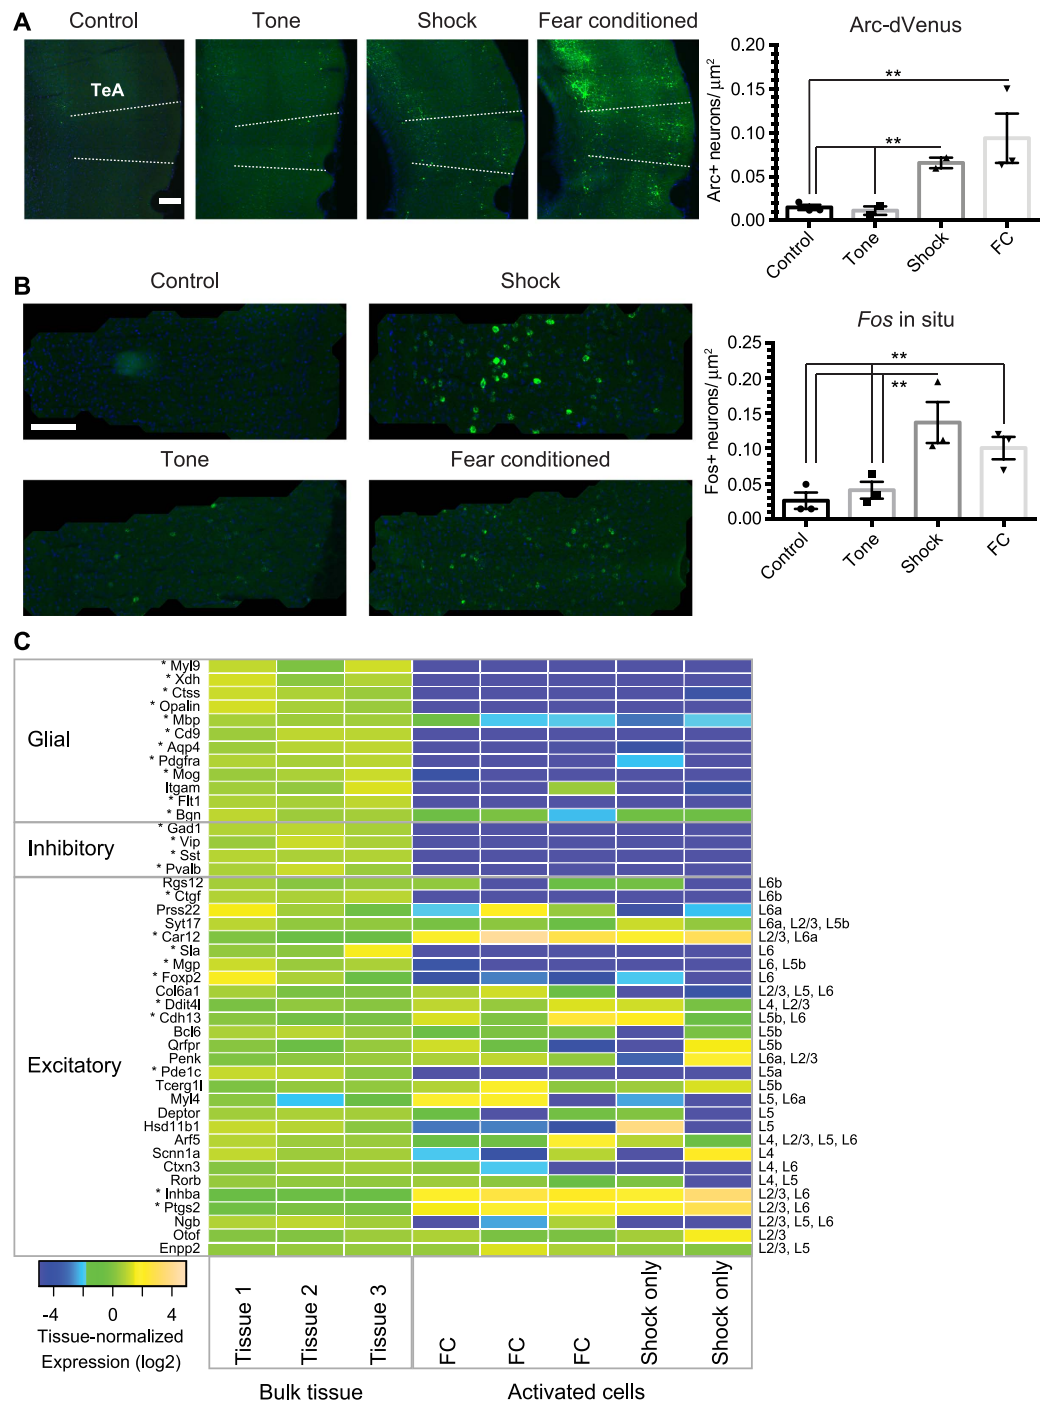 A
Control
Tone
Shock
Fear conditioned
TeA
Arc-dVenus
Arc+ neurons/ μm²
0.20
0.15
0.10
0.05
0.00
**
**
Control
Tone
Shock
FC
B
Control
Shock
Tone
Fear conditioned
Fos in situ
Fos+ neurons/ μm²
0.25
0.20
0.15
0.10
0.05
0.00
**
**
Control
Tone
Shock
FC
C
Glial
* Myl9
* Xdh
* Ctss
* Opalin
* Mbp
* Cd9
* Aqp4
* Pdgfra
* Mog
Itgam
* Flt1
* Bgn
Inhibitory
* Gad1
* Vip
* Sst
* Pvalb
Excitatory
Rgs12 L6b
* Ctgf L6b
Prss22 L6a
Syt17 L6a, L2/3, L5b
* Car12 L2/3, L6a
* Sla L6
* Mgp L6, L5b
* Foxp2 L6
Col6a1 L2/3, L5, L6
* Ddit4l L4, L2/3
* Cdh13 L5b, L6
Bcl6 L5b
Qrfpr L5b
Penk L6a, L2/3
* Pde1c L5a
Tcerg1l L5b
Myl4 L5, L6a
Deptor L5
Hsd11b1 L5
Arf5 L4, L2/3, L5, L6
Scnn1a L4
Ctxn3 L4, L6
Rorb L4, L5
* Inhba L2/3, L6
* Ptgs2 L2/3, L6
Ngb L2/3, L5, L6
Otof L2/3
Enpp2 L2/3, L5
-4 0 4
Tissue-normalized
Expression (log2)
Tissue 1
Tissue 2
Tissue 3
FC
FC
FC
Shock only
Shock only
Bulk tissue
Activated cells